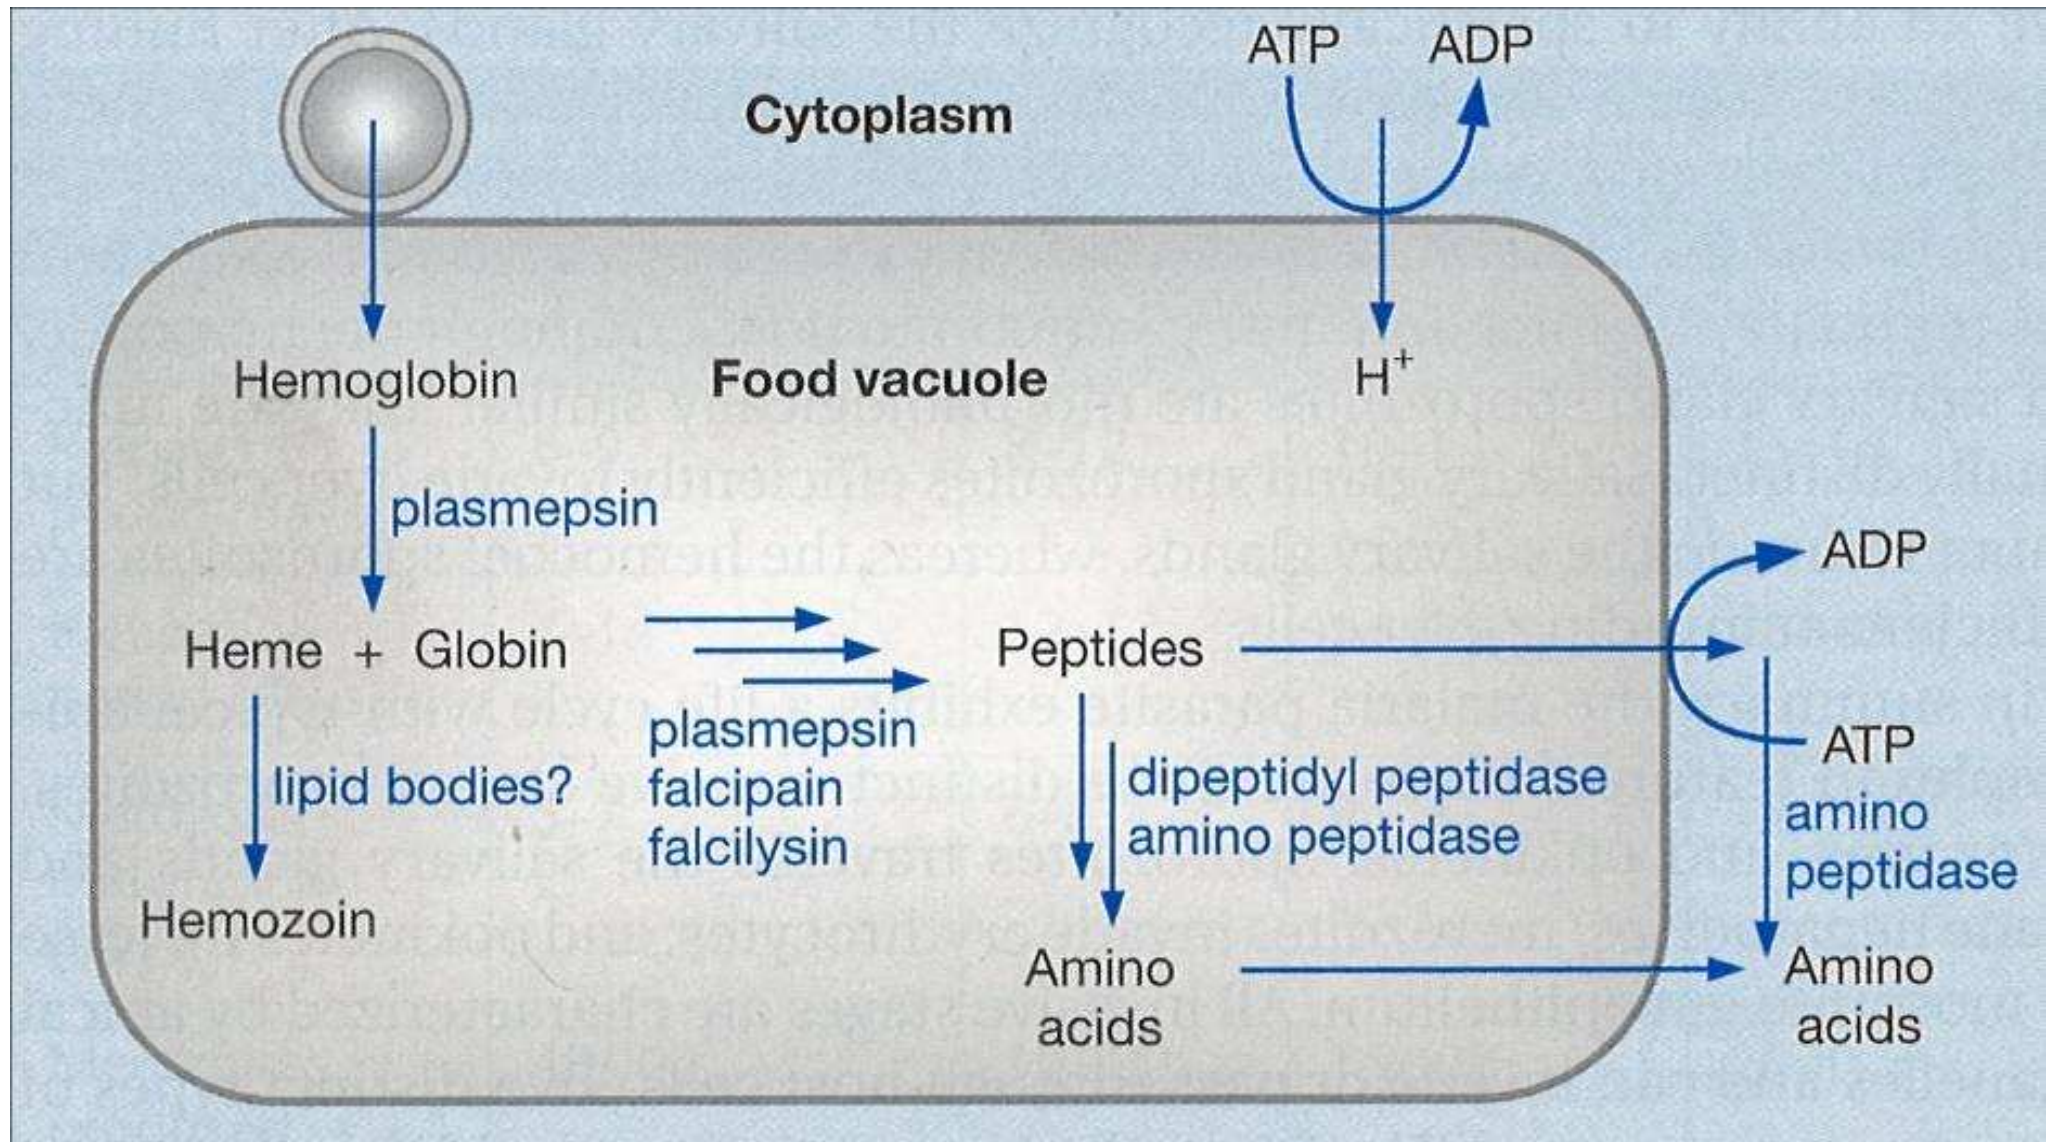 ATP ADP
Cytoplasm
Hemoglobin
Food vacuole
H⁺
plasmepsin
ADP
Heme + Globin
Peptides
plasmepsin
falcipain
falcilysin
lipid bodies?
dipeptidyl peptidase
amino peptidase
ATP
amino
peptidase
Hemozoin
Amino
acids
Amino
acids